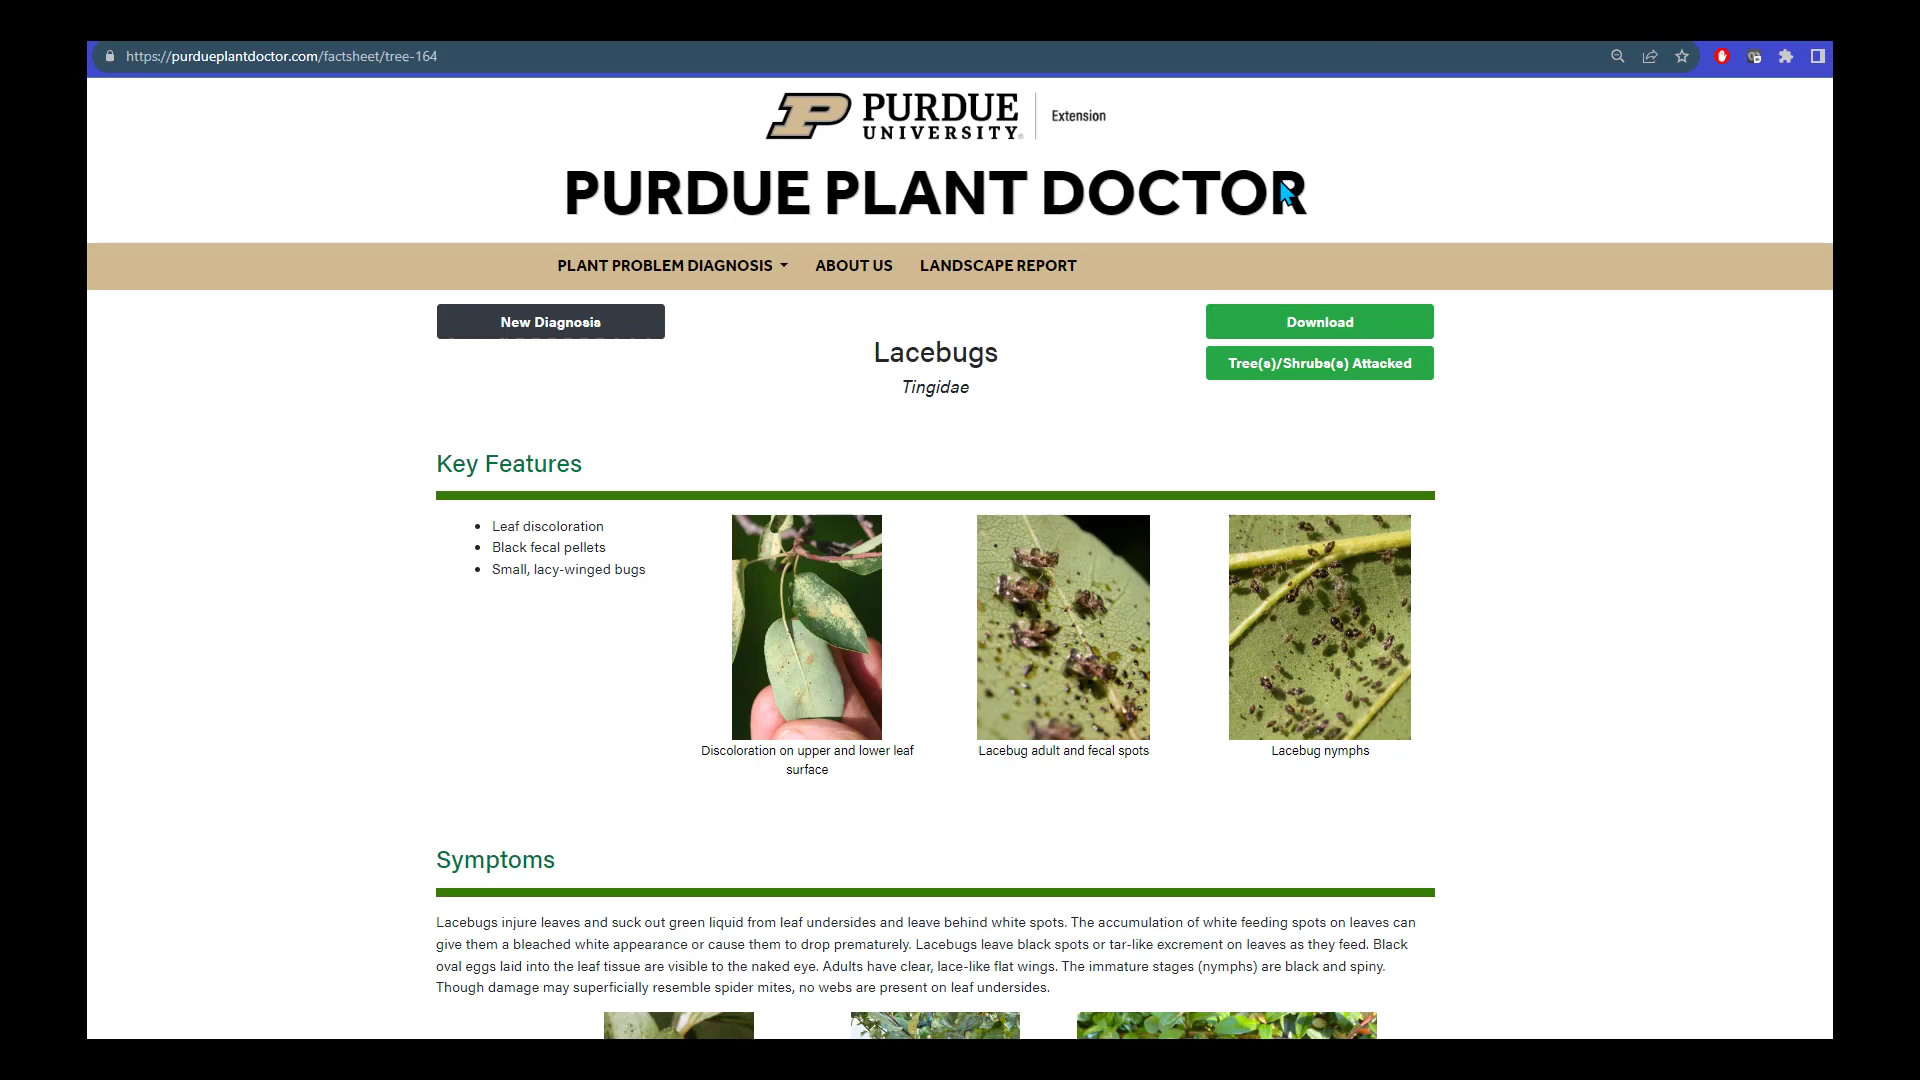 https://purdueplantdoctor.com/factsheet/tree-164
PURDUE
UNIVERSITY®
Extension
PURDUE PLANT DOCTOR
PLANT PROBLEM DIAGNOSIS
ABOUT US
LANDSCAPE REPORT
New Diagnosis
Download
Tree(s)/Shrubs(s) Attacked
Lacebugs
Tingidae
Key Features
Leaf discoloration
Black fecal pellets
Small, lacy-winged bugs
Discoloration on upper and lower leaf
surface
Lacebug adult and fecal spots
Lacebug nymphs
Symptoms
Lacebugs injure leaves and suck out green liquid from leaf undersides and leave behind white spots. The accumulation of white feeding spots on leaves can
give them a bleached white appearance or cause them to drop prematurely. Lacebugs leave black spots or tar-like excrement on leaves as they feed. Black
oval eggs laid into the leaf tissue are visible to the naked eye. Adults have clear, lace-like flat wings. The immature stages (nymphs) are black and spiny.
Though damage may superficially resemble spider mites, no webs are present on leaf undersides.